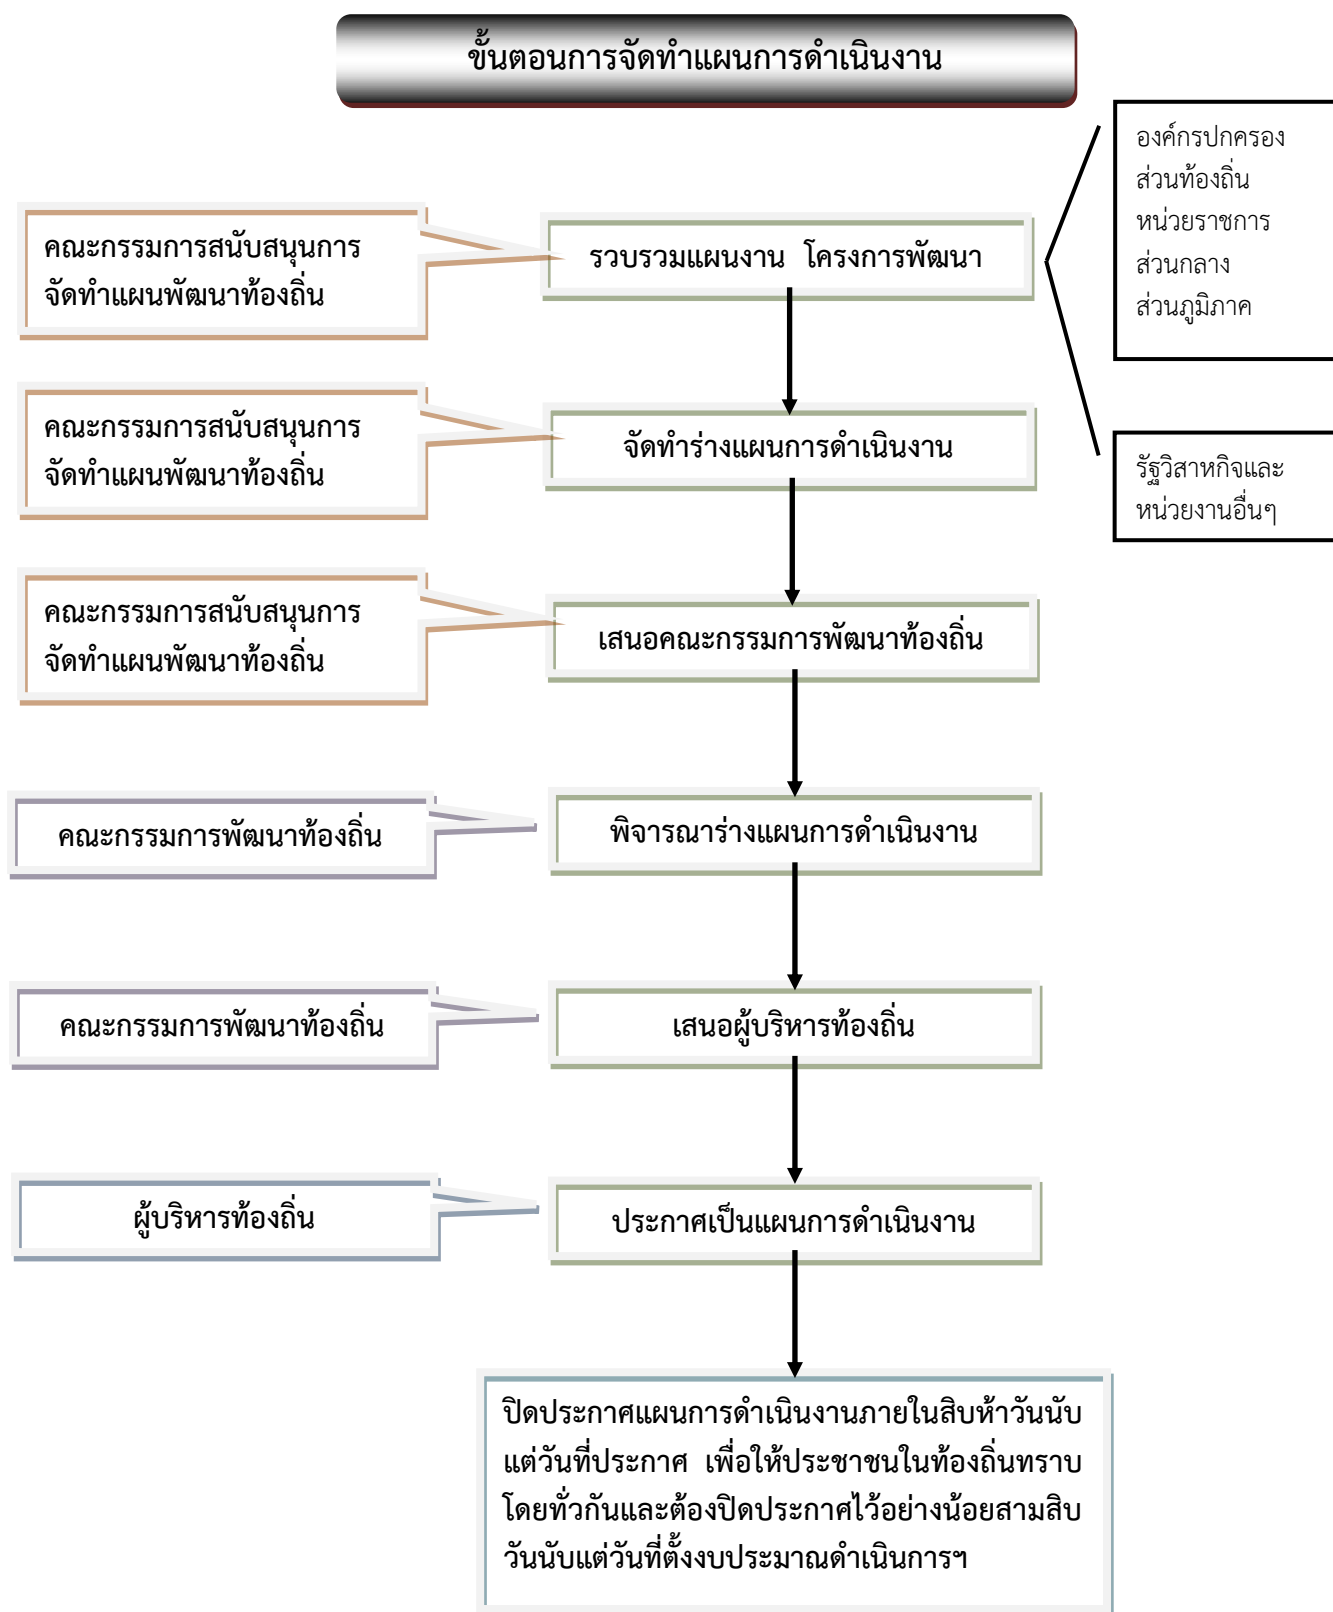 ขั้นตอนการจัดทำแผนการดำเนินงาน
องค์กรปกครอง
ส่วนท้องถิ่น
หน่วยราชการ
ส่วนกลาง
ส่วนภูมิภาค
คณะกรรมการสนับสนุนการ
จัดทำแผนพัฒนาท้องถิ่น
รวบรวมแผนงาน โครงการพัฒนา
คณะกรรมการสนับสนุนการ
จัดทำแผนพัฒนาท้องถิ่น
จัดทำร่างแผนการดำเนินงาน
รัฐวิสาหกิจและ
หน่วยงานอื่นๆ
คณะกรรมการสนับสนุนการ
จัดทำแผนพัฒนาท้องถิ่น
เสนอคณะกรรมการพัฒนาท้องถิ่น
คณะกรรมการพัฒนาท้องถิ่น
พิจารณาร่างแผนการดำเนินงาน
คณะกรรมการพัฒนาท้องถิ่น
เสนอผู้บริหารท้องถิ่น
ผู้บริหารท้องถิ่น
ประกาศเป็นแผนการดำเนินงาน
ปิดประกาศแผนการดำเนินงานภายในสิบห้าวันนับ
แต่วันที่ประกาศ เพื่อให้ประชาชนในท้องถิ่นทราบ
โดยทั่วกันและต้องปิดประกาศไว้อย่างน้อยสามสิบ
วันนับแต่วันที่ตั้งงบประมาณดำเนินการฯ